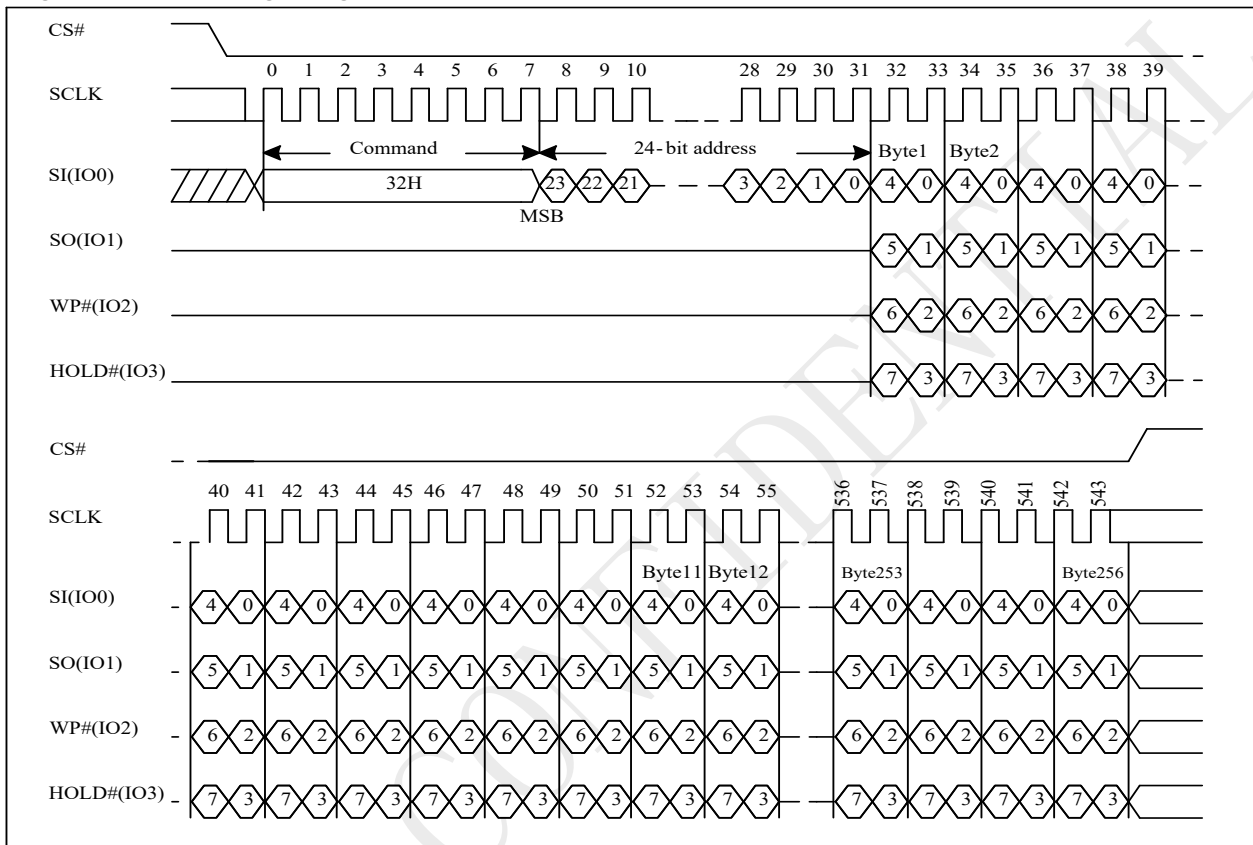 CS#
0 1 2 3 4 5 6 7 8 9 10 28 29 30 31 32 33 34 35 36 37 38 39
SCLK
Command 24-bit address Byte1 Byte2
SI(IO0) 32H 23 22 21 3 2 1 0 4 0 4 0 4 0 4 0
MSB
SO(IO1) 5 1 5 1 5 1 5 1
WP#(IO2) 6 2 6 2 6 2 6 2
HOLD#(IO3) 7 3 7 3 7 3 7 3
CS#
40 41 42 43 44 45 46 47 48 49 50 51 52 53 54 55 536 537 538 539 540 541 542 543
SCLK
Byte11 Byte12 Byte253 Byte256
SI(IO0) 4 0 4 0 4 0 4 0 4 0 4 0 4 0 4 0 4 0 4 0 4 0 4 0
SO(IO1) 5 1 5 1 5 1 5 1 5 1 5 1 5 1 5 1 5 1 5 1 5 1 5 1
WP#(IO2) 6 2 6 2 6 2 6 2 6 2 6 2 6 2 6 2 6 2 6 2 6 2 6 2
HOLD#(IO3) 7 3 7 3 7 3 7 3 7 3 7 3 7 3 7 3 7 3 7 3 7 3 7 3
CONTIDENTIAL